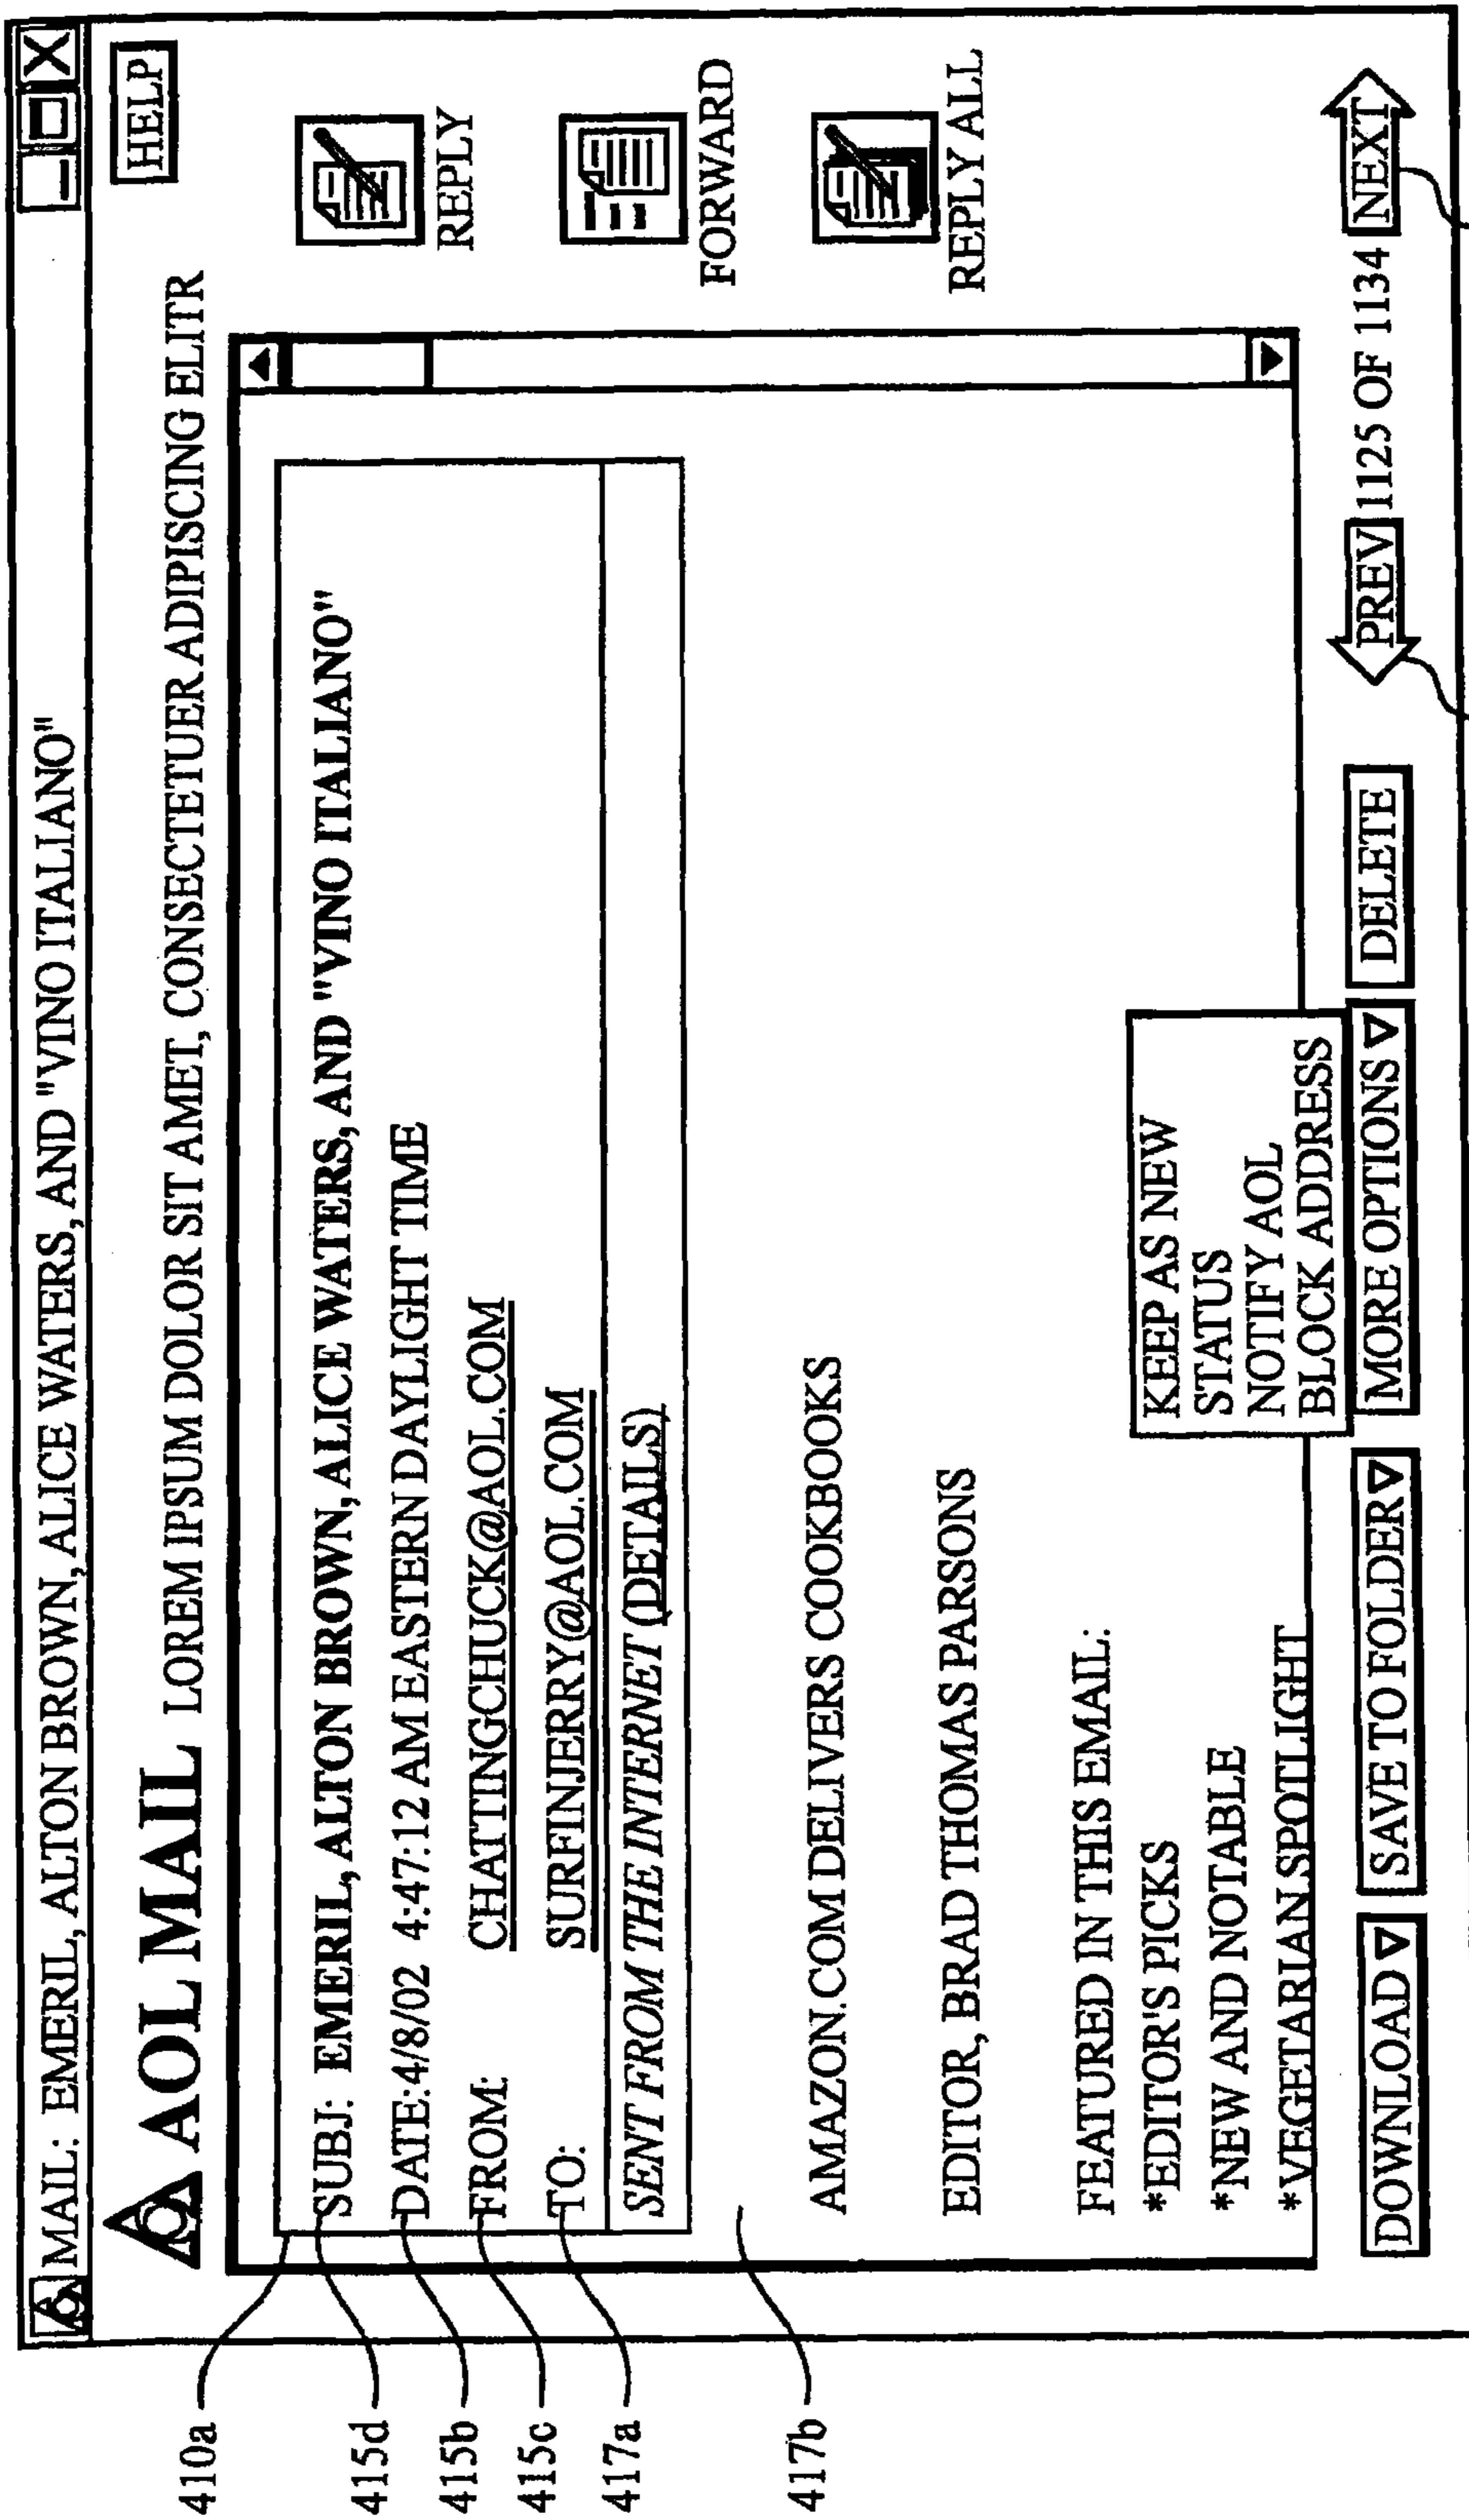 MAIL: EMERIL, ALTON BROWN, ALICE WATERS, AND "VINO ITALIANO"
HELP
AOL MAIL LOREM IPSUM DOLOR SIT AMET, CONSECTETUER ADIPISCING ELITR
410a
SUBJ: EMERIL, ALTON BROWN, ALICE WATERS, AND "VINO ITALIANO"
415d
DATE:4/8/02 4:47:12 AM EASTERN DAYLIGHT TIME
415b
FROM: CHATTINGCHUCK@AOL.COM
415c
TO: SURFINJERRY@AOL.COM
417a
SENT FROM THE INTERNET (DETAILS)
417b
AMAZON.COM DELIVERS COOKBOOKS
EDITOR, BRAD THOMAS PARSONS
FEATURED IN THIS EMAIL:
*EDITOR'S PICKS
*NEW AND NOTABLE
*VEGETARIAN SPOTLIGHT
REPLY
FORWARD
REPLY ALL
KEEP AS NEW
STATUS
NOTIFY AOL
BLOCK ADDRESS
DOWNLOAD SAVE TO FOLDER MORE OPTIONS DELETE PREV 1125 OF 1134 NEXT